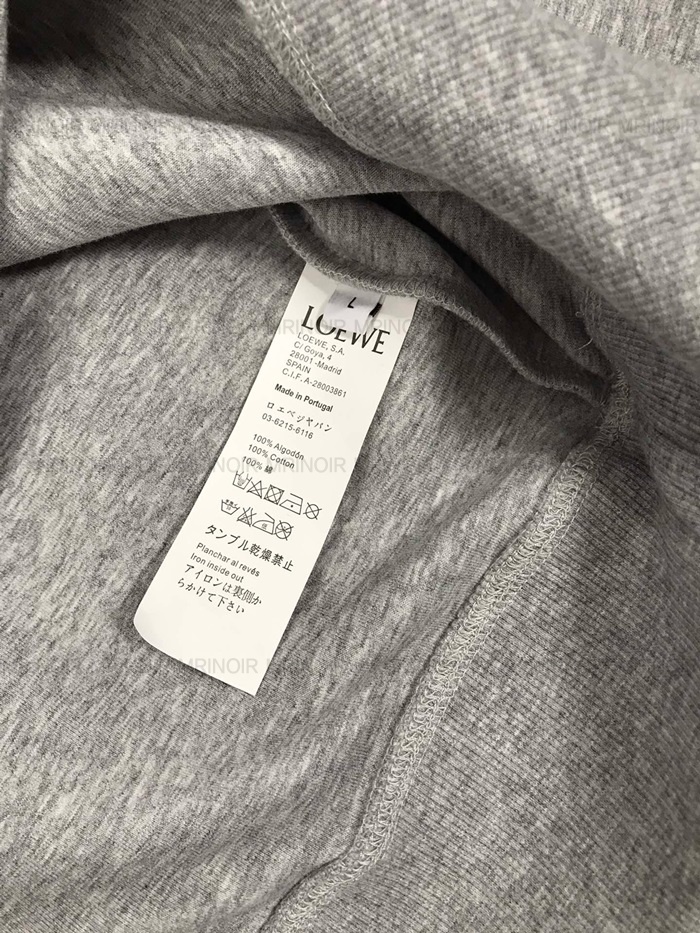 L
LOEWE
LOEWE, S.A.
C/ Goya, 4
28001 -Madrid
SPAIN
C.I.F. A-28003861
Made in Portugal
ロエベジャパン
03-6215-6116
100% Algodón
100% Cotton
100% 綿
タンブル乾燥禁止
Planchar al revés
Iron inside out
アイロンは裏側か
らかけて下さい
MRINOIR